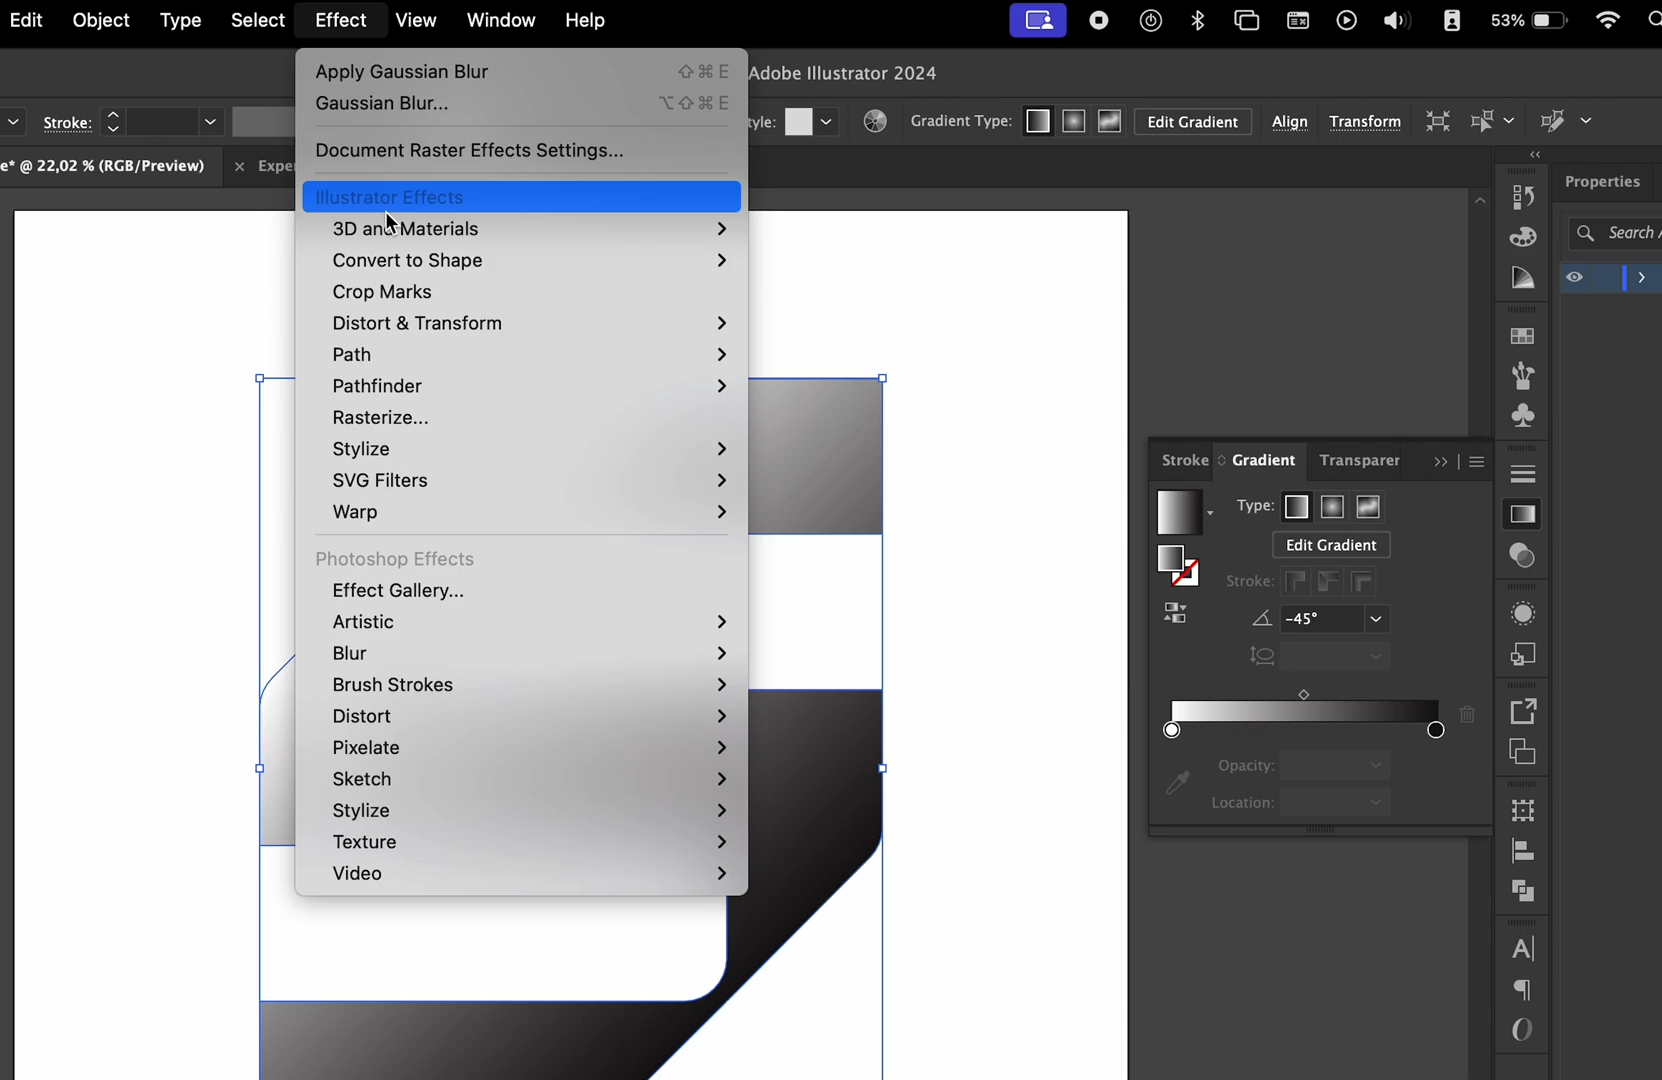 Edit Object Type Select Effect View Window Help 53%
Apply Gaussian Blur ⇧⌘E
Adobe Illustrator 2024
Gaussian Blur... ⌥⇧⌘E
Stroke: Gradient Type: Edit Gradient Align Transform
Document Raster Effects Settings...
e* @ 22,02 % (RGB/Preview) × Exper
Properties
Illustrator Effects
3D and Materials
Search
Convert to Shape
Crop Marks
Distort & Transform
Path
Pathfinder
Rasterize...
Stylize
Stroke Gradient Transparer
SVG Filters
Warp
Type:
Edit Gradient
Photoshop Effects
Stroke:
Effect Gallery...
Artistic
-45°
Blur
Brush Strokes
Distort
Pixelate
Opacity:
Sketch
Location:
Stylize
Texture
Video